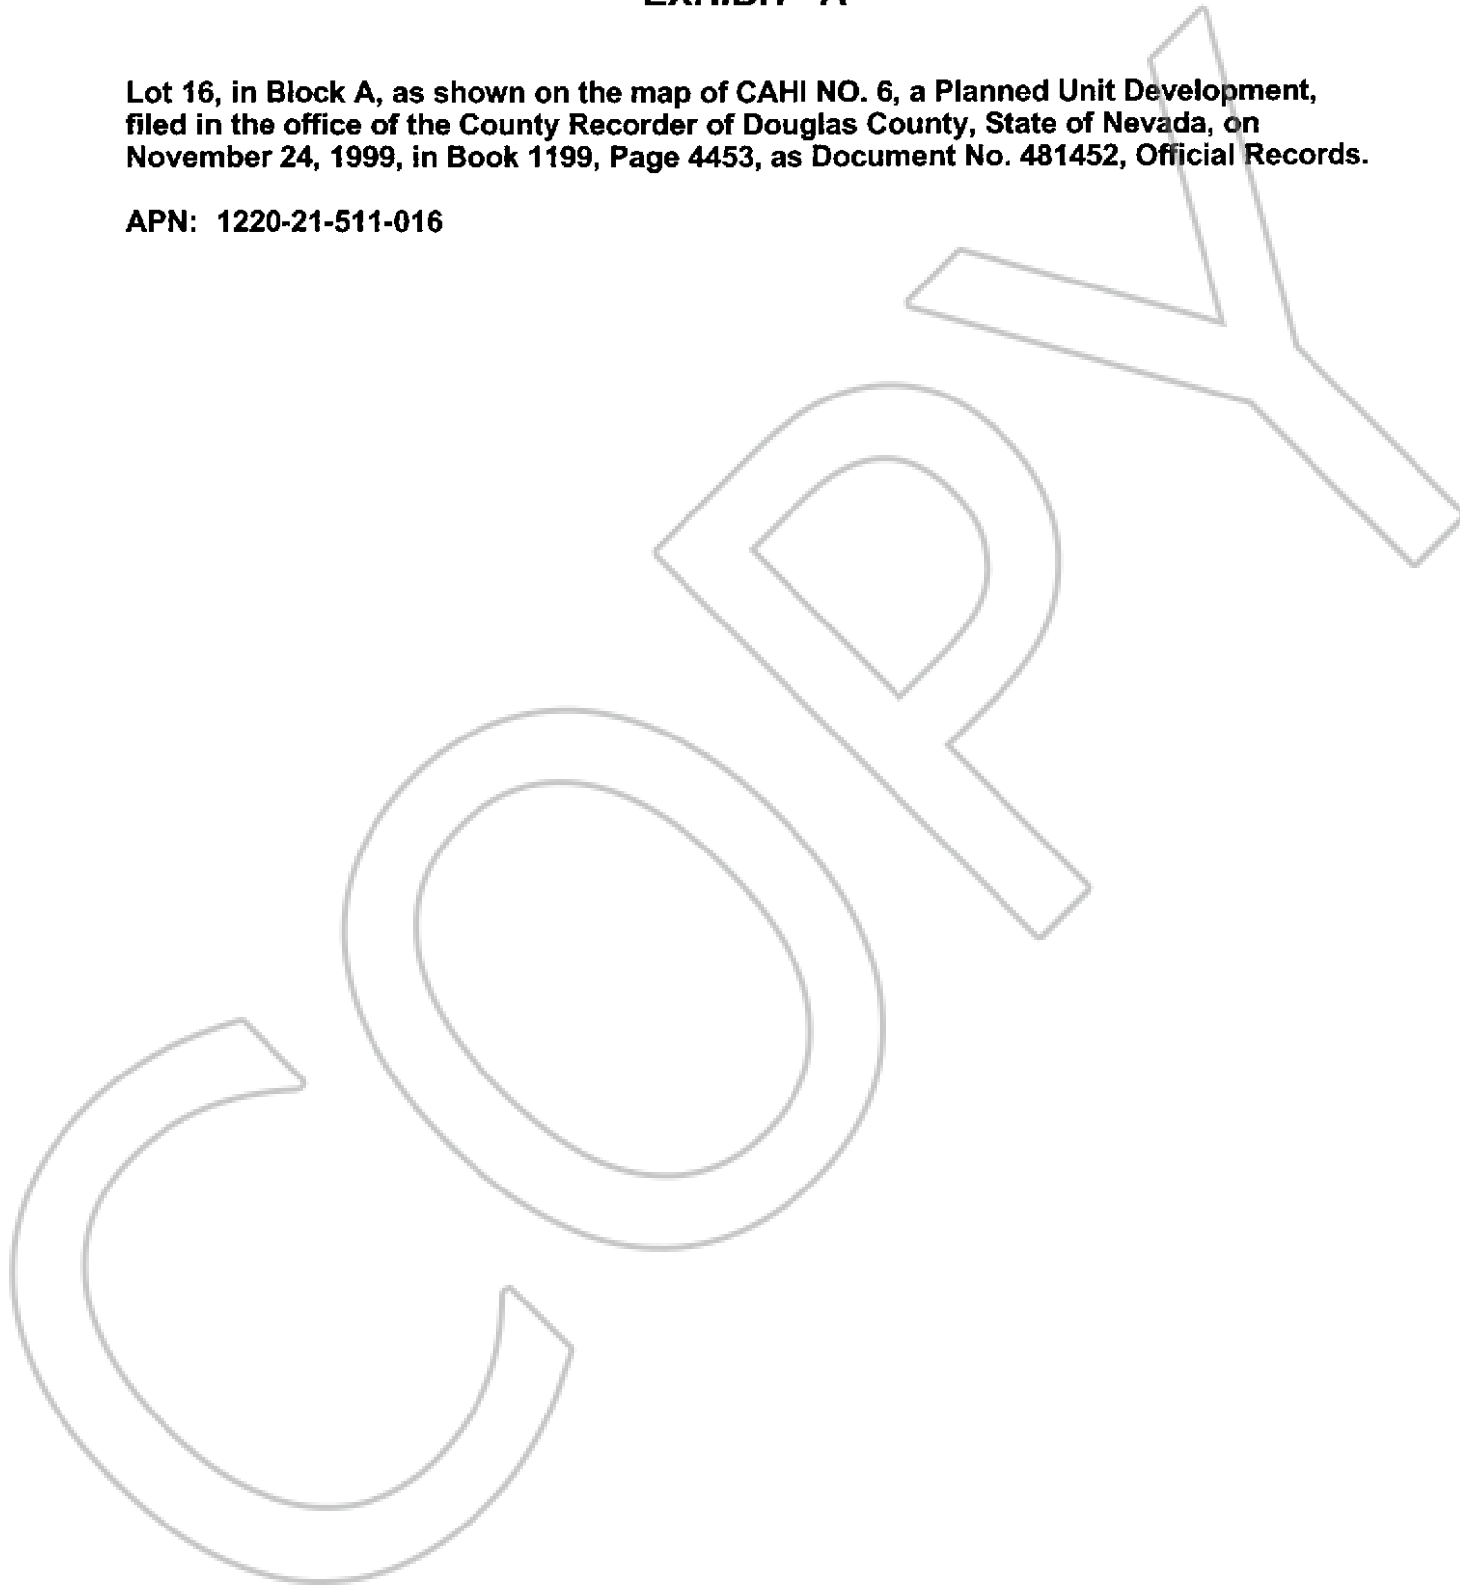 EXHIBIT "A"
Lot 16, in Block A, as shown on the map of CAHI NO. 6, a Planned Unit Development,
filed in the office of the County Recorder of Douglas County, State of Nevada, on
November 24, 1999, in Book 1199, Page 4453, as Document No. 481452, Official Records.
APN: 1220-21-511-016
COPY